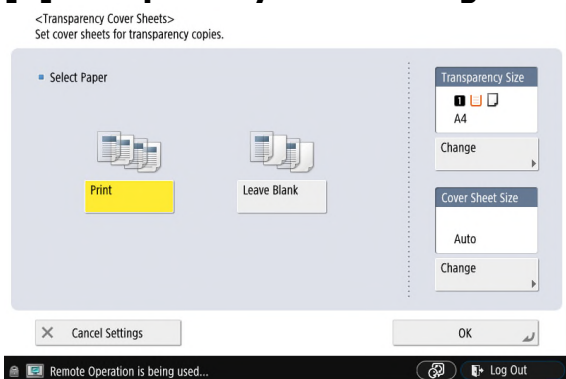 <Transparency Cover Sheets>
Set cover sheets for transparency copies.
Select Paper
Print
Leave Blank
Transparency Size
1
A4
Change
Cover Sheet Size
Auto
Change
Cancel Settings
OK
Remote Operation is being used...
Log Out